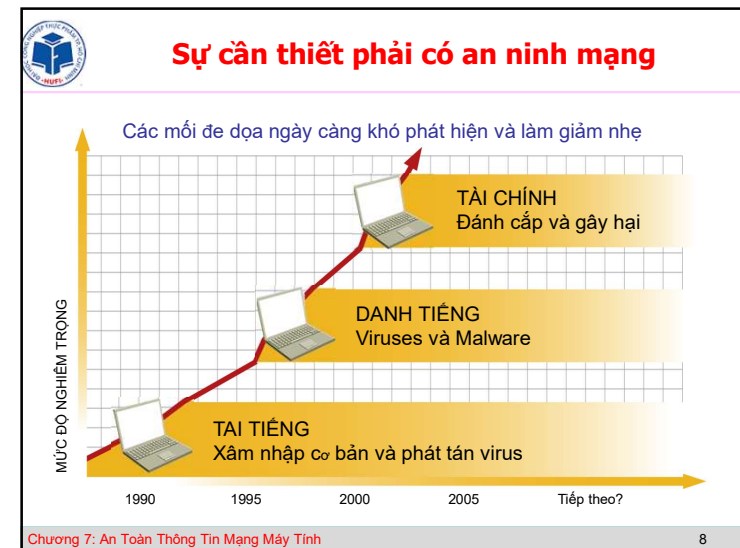 Sự cần thiết phải có an ninh mạng
Các mối đe dọa ngày càng khó phát hiện và làm giảm nhẹ
TÀI CHÍNH
Đánh cắp và gây hại
DANH TIẾNG
Viruses và Malware
TAI TIẾNG
Xâm nhập cơ bản và phát tán virus
MỨC ĐỘ NGHIÊM TRỌNG
1990 1995 2000 2005 Tiếp theo?
Chương 7: An Toàn Thông Tin Mạng Máy Tính 8
HUFI